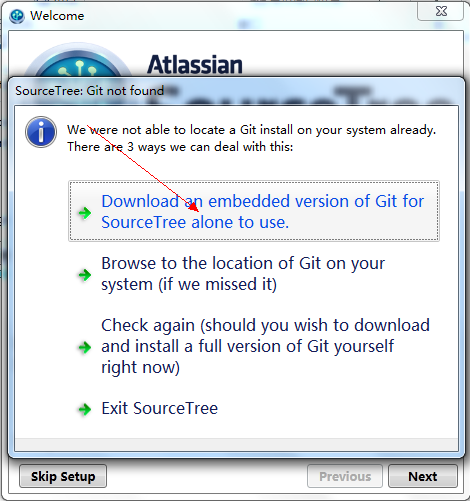 Welcome
Atlassian
SourceTree: Git not found
We were not able to locate a Git install on your system already.
There are 3 ways we can deal with this:
Download an embedded version of Git for
SourceTree alone to use.
Browse to the location of Git on your
system (if we missed it)
Check again (should you wish to download
and install a full version of Git yourself
right now)
Exit SourceTree
Skip Setup
Previous
Next